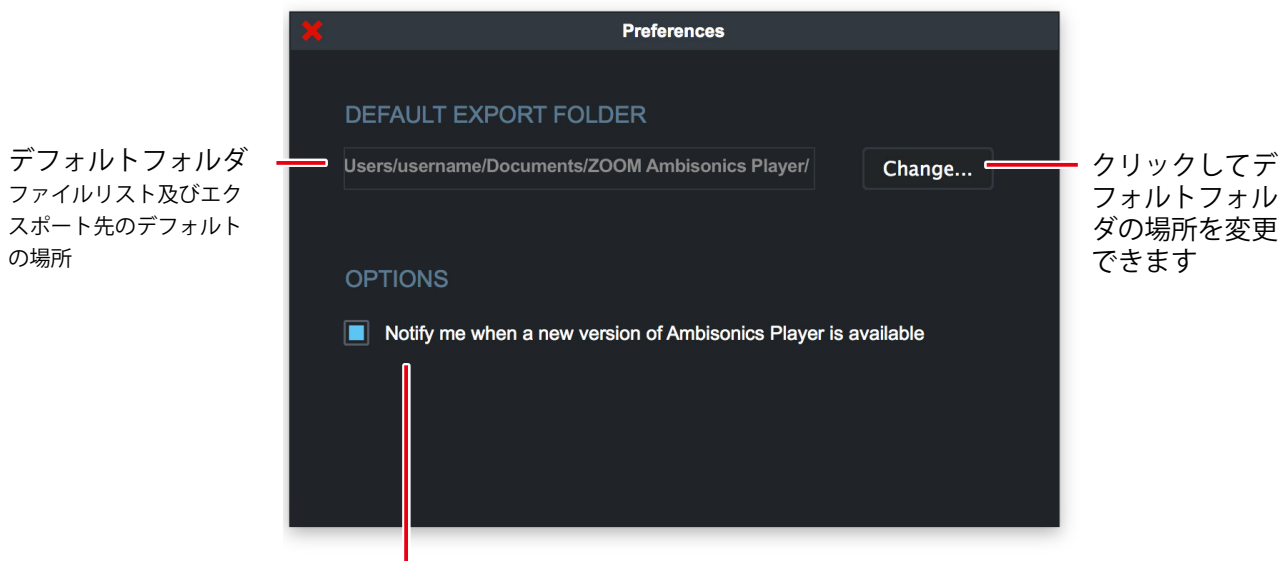 Preferences
DEFAULT EXPORT FOLDER
デフォルトフォルダ
ファイルリスト及びエク
スポート先のデフォルト
の場所
Users/username/Documents/ZOOM Ambisonics Player/
Change...
クリックしてデ
フォルトフォル
ダの場所を変更
できます
OPTIONS
Notify me when a new version of Ambisonics Player is available